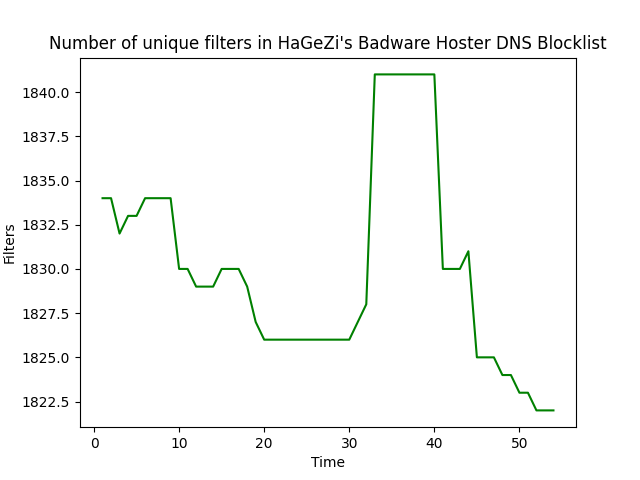 Number of unique filters in HaGeZi's Badware Hoster DNS Blocklist
1840.0
1837.5
1835.0
1832.5
1830.0
1827.5
1825.0
1822.5
Filters
0 10 20 30 40 50
Time